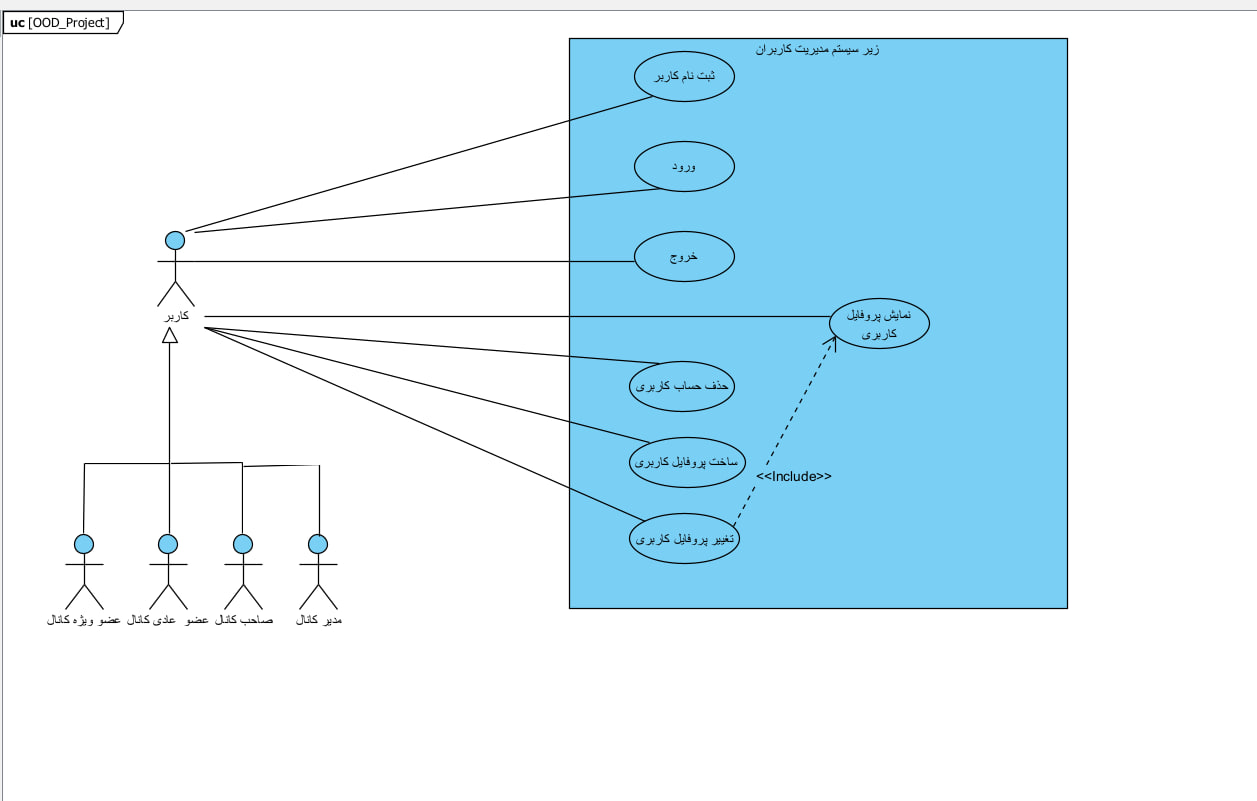 uc [OOD_Project]
زیر سیستم مدیریت کاربران
ثبت نام کاربر
ورود
خروج
کاربر
نمایش پروفایل
کاربری
حذف حساب کاربری
ساخت پروفایل کاربری
<<Include>>
تغییر پروفایل کاربری
عضو ویژه کانال
عضو عادی کانال
صاحب کانال
مدیر کانال